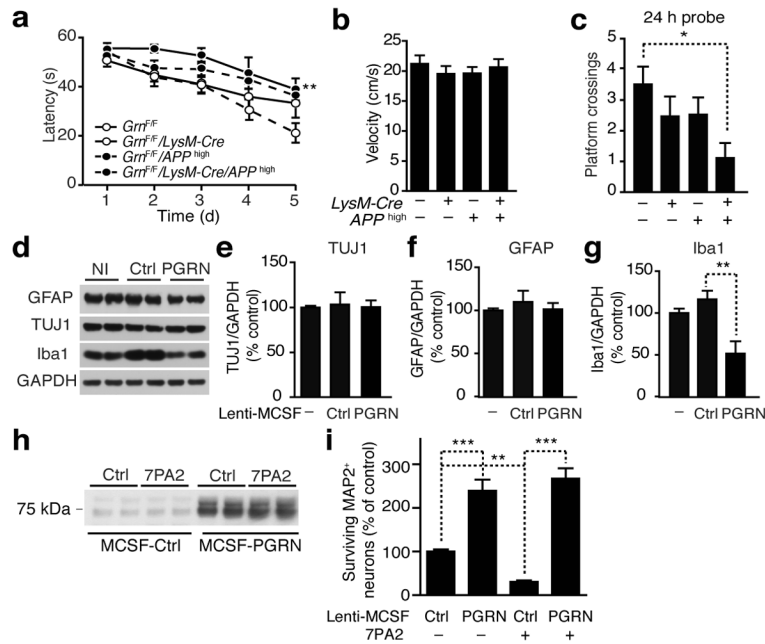 a
60
40
20
0
Latency (s)
1 2 3 4 5
Time (d)
**
Grn^F/F
Grn^F/F/LysM-Cre
Grn^F/F/APP^high
Grn^F/F/LysM-Cre/APP^high
b
25
20
15
10
5
0
Velocity (cm/s)
LysM-Cre – + – +
APP^high – – + +
c
24 h probe
*
5
4
3
2
1
0
Platform crossings
– + – +
– – + +
d
NI Ctrl PGRN
GFAP
TUJ1
Iba1
GAPDH
e
TUJ1
150
100
50
0
TUJ1/GAPDH
(% control)
Lenti-MCSF – Ctrl PGRN
f
GFAP
150
100
50
0
GFAP/GAPDH
(% control)
– Ctrl PGRN
g
Iba1
**
150
100
50
0
Iba1/GAPDH
(% control)
– Ctrl PGRN
h
Ctrl 7PA2 Ctrl 7PA2
75 kDa –
MCSF-Ctrl MCSF-PGRN
i
*** ** ***
300
200
100
0
Surviving MAP2⁺
neurons (% of control)
Lenti-MCSF Ctrl PGRN Ctrl PGRN
7PA2 – – + +